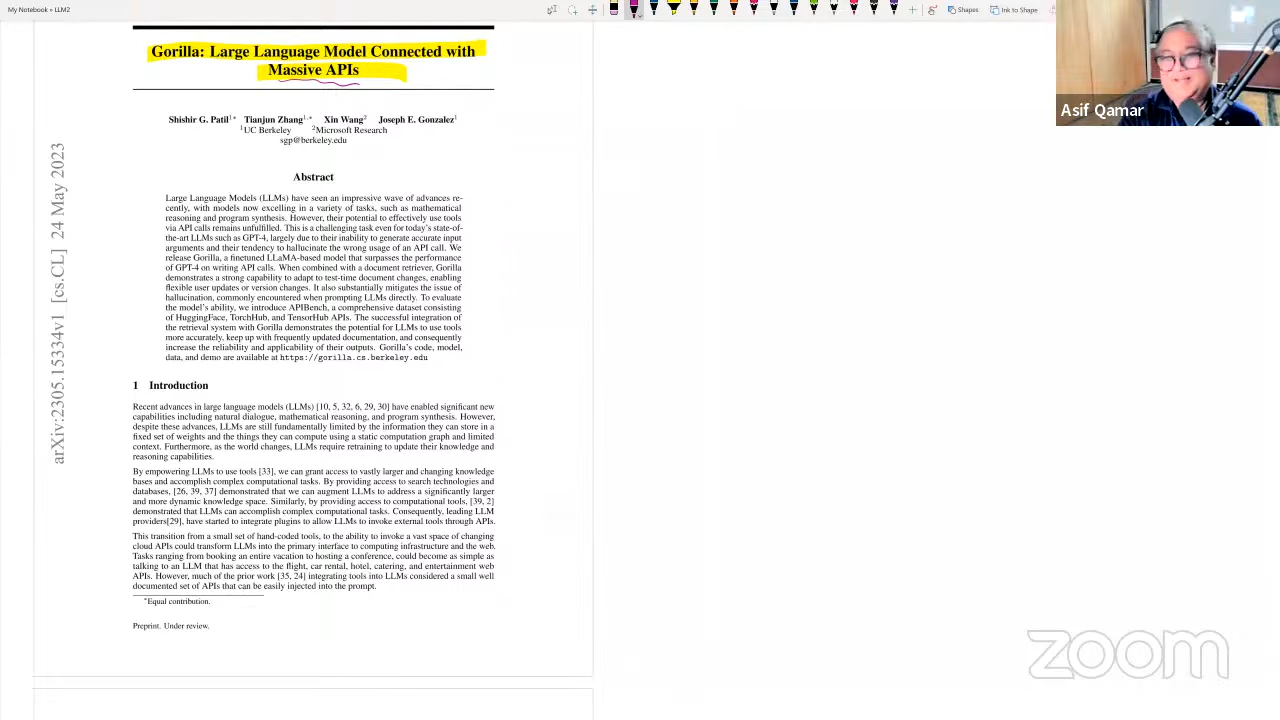 My Notebook » LLM2
Shapes
Ink to Shape
Asif Qamar
Gorilla: Large Language Model Connected with
Massive APIs
Shishir G. Patil1* Tianjun Zhang1,* Xin Wang2 Joseph E. Gonzalez1
1UC Berkeley 2Microsoft Research
sgp@berkeley.edu
arXiv:2305.15334v1 [cs.CL] 24 May 2023
Abstract
Large Language Models (LLMs) have seen an impressive wave of advances re-
cently, with models now excelling in a variety of tasks, such as mathematical
reasoning and program synthesis. However, their potential to effectively use tools
via API calls remains unfulfilled. This is a challenging task even for today's state-of-
the-art LLMs such as GPT-4, largely due to their inability to generate accurate input
arguments and their tendency to hallucinate the wrong usage of an API call. We
release Gorilla, a finetuned LLaMA-based model that surpasses the performance
of GPT-4 on writing API calls. When combined with a document retriever, Gorilla
demonstrates a strong capability to adapt to test-time document changes, enabling
flexible user updates or version changes. It also substantially mitigates the issue of
hallucination, commonly encountered when prompting LLMs directly. To evaluate
the model's ability, we introduce APIBench, a comprehensive dataset consisting
of HuggingFace, TorchHub, and TensorHub APIs. The successful integration of
the retrieval system with Gorilla demonstrates the potential for LLMs to use tools
more accurately, keep up with frequently updated documentation, and consequently
increase the reliability and applicability of their outputs. Gorilla's code, model,
data, and demo are available at https://gorilla.cs.berkeley.edu
1 Introduction
Recent advances in large language models (LLMs) [10, 5, 32, 6, 29, 30] have enabled significant new
capabilities including natural dialogue, mathematical reasoning, and program synthesis. However,
despite these advances, LLMs are still fundamentally limited by the information they can store in a
fixed set of weights and the things they can compute using a static computation graph and limited
context. Furthermore, as the world changes, LLMs require retraining to update their knowledge and
reasoning capabilities.
By empowering LLMs to use tools [33], we can grant access to vastly larger and changing knowledge
bases and accomplish complex computational tasks. By providing access to search technologies and
databases, [26, 39, 37] demonstrated that we can augment LLMs to address a significantly larger
and more dynamic knowledge space. Similarly, by providing access to computational tools, [39, 2]
demonstrated that LLMs can accomplish complex computational tasks. Consequently, leading LLM
providers[29], have started to integrate plugins to allow LLMs to invoke external tools through APIs.
This transition from a small set of hand-coded tools, to the ability to invoke a vast space of changing
cloud APIs could transform LLMs into the primary interface to computing infrastructure and the web.
Tasks ranging from booking an entire vacation to hosting a conference, could become as simple as
talking to an LLM that has access to the flight, car rental, hotel, catering, and entertainment web
APIs. However, much of the prior work [35, 24] integrating tools into LLMs considered a small well
documented set of APIs that can be easily injected into the prompt.
*Equal contribution.
Preprint. Under review.
zoom